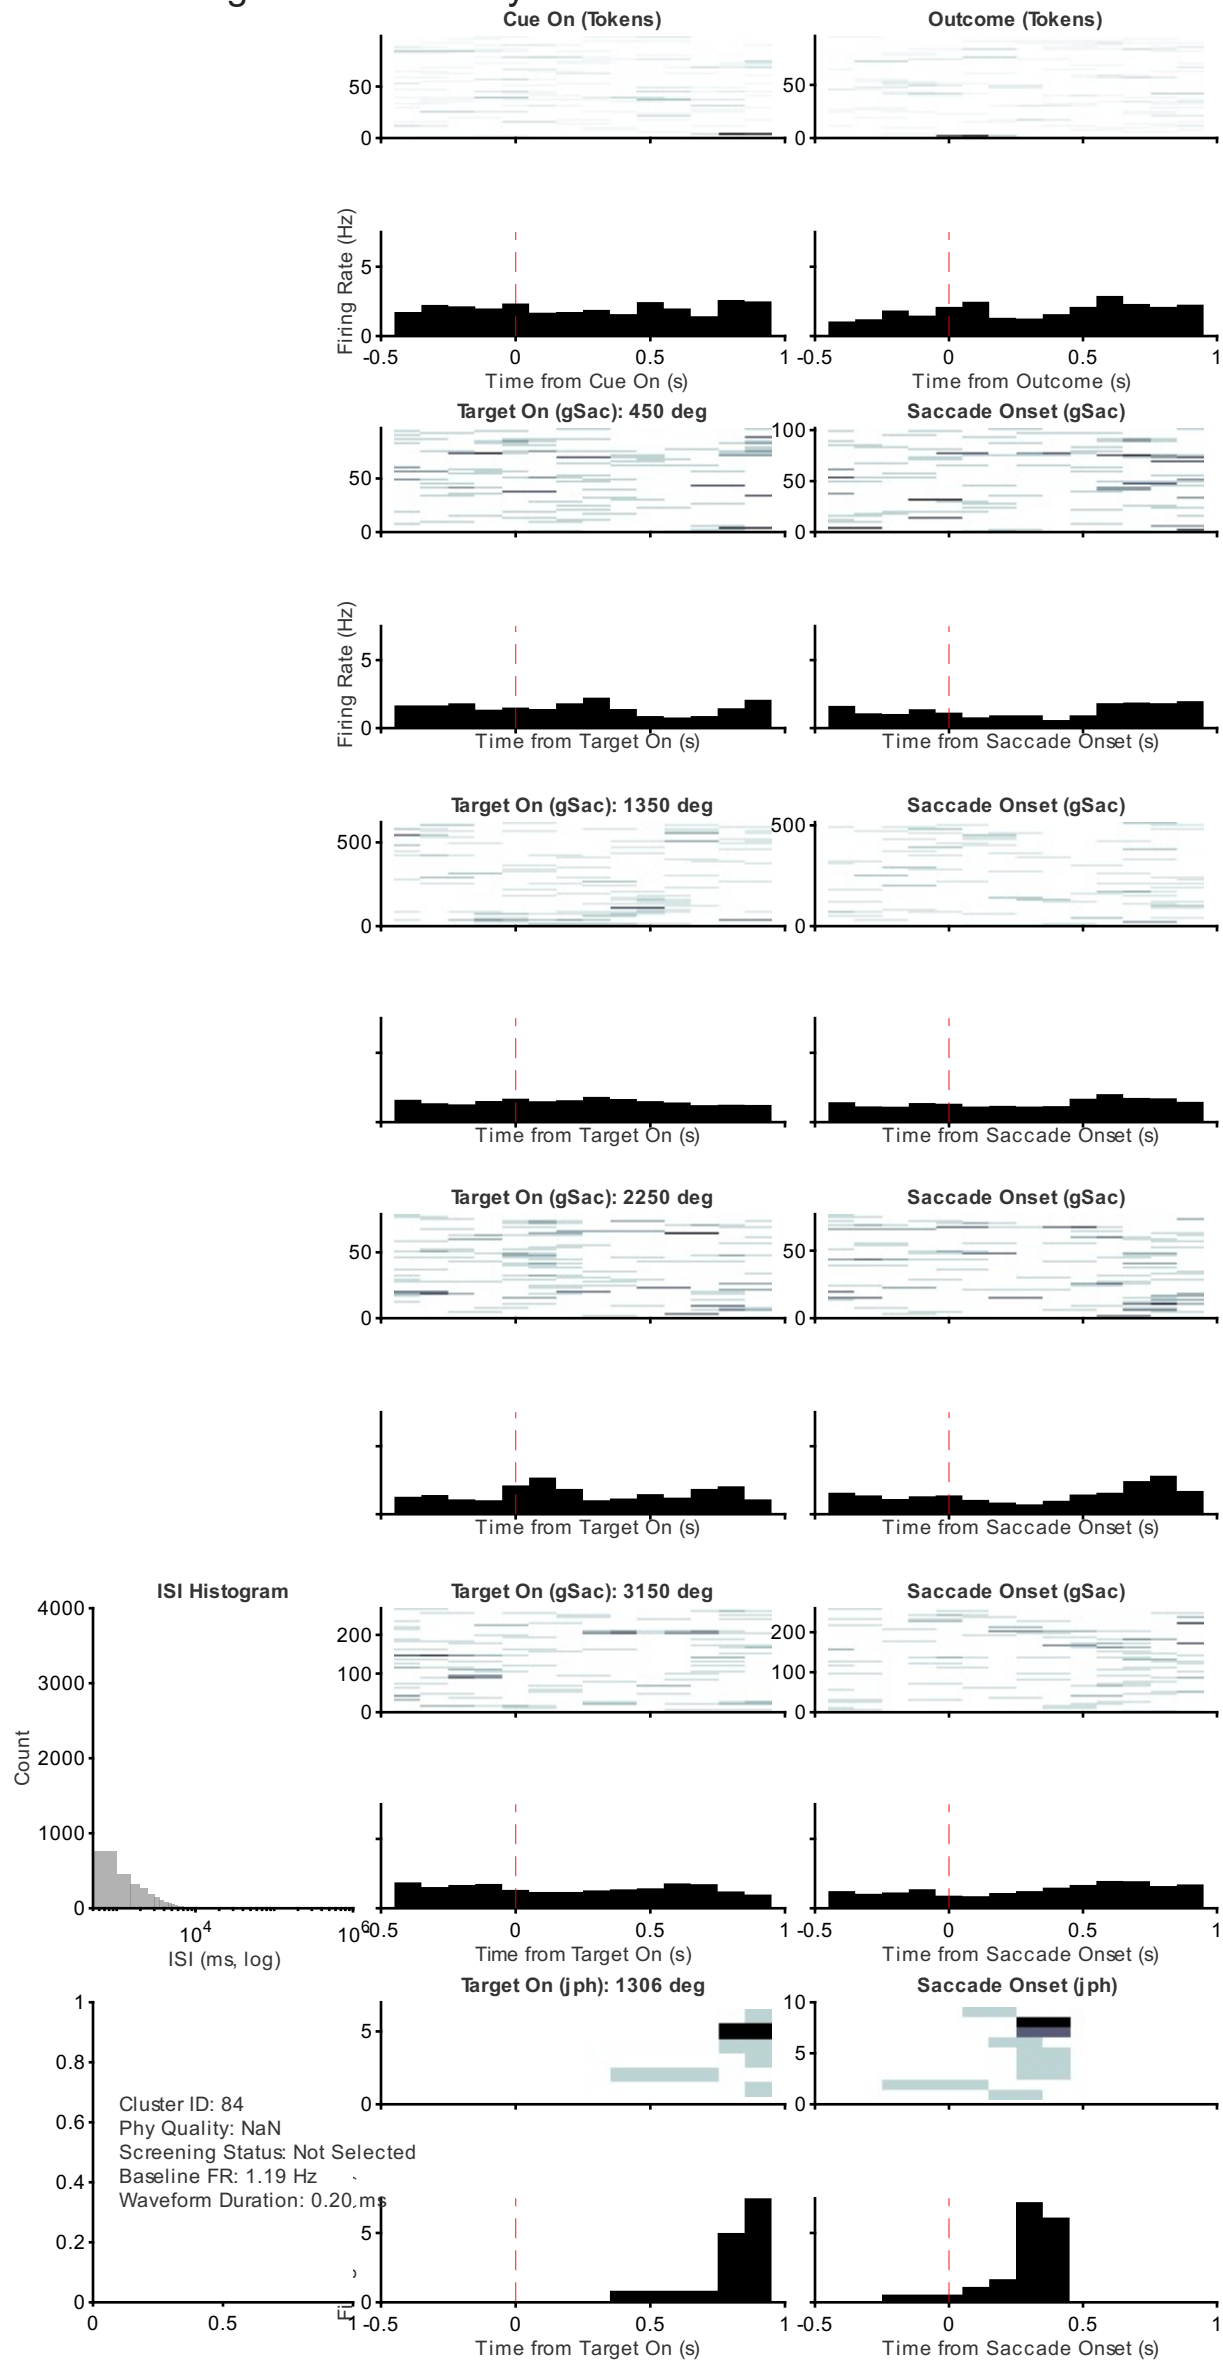 Cue On (Tokens)
Outcome (Tokens)
50
0
50
0
Firing Rate (Hz)
5
0
-0.5
0
0.5
1
-0.5
0
0.5
1
Time from Cue On (s)
Time from Outcome (s)
Target On (gSac): 450 deg
Saccade Onset (gSac)
50
0
100
50
0
Firing Rate (Hz)
5
0
Time from Target On (s)
Time from Saccade Onset (s)
Target On (gSac): 1350 deg
Saccade Onset (gSac)
500
0
500
0
Time from Target On (s)
Time from Saccade Onset (s)
Target On (gSac): 2250 deg
Saccade Onset (gSac)
50
0
50
0
Time from Target On (s)
Time from Saccade Onset (s)
ISI Histogram
4000
3000
2000
1000
0
Count
10^4
10^6
ISI (ms, log)
Target On (gSac): 3150 deg
Saccade Onset (gSac)
200
100
0
200
100
0
-0.5
0
0.5
1
-0.5
0
0.5
1
Time from Target On (s)
Time from Saccade Onset (s)
Target On (jph): 1306 deg
Saccade Onset (jph)
1
0.8
0.6
0.4
0.2
0
0
0.5
1
Cluster ID: 84
Phy Quality: NaN
Screening Status: Not Selected
Baseline FR: 1.19 Hz
Waveform Duration: 0.20 ms
5
0
10
5
0
5
0
-0.5
0
0.5
1
-0.5
0
0.5
1
Time from Target On (s)
Time from Saccade Onset (s)